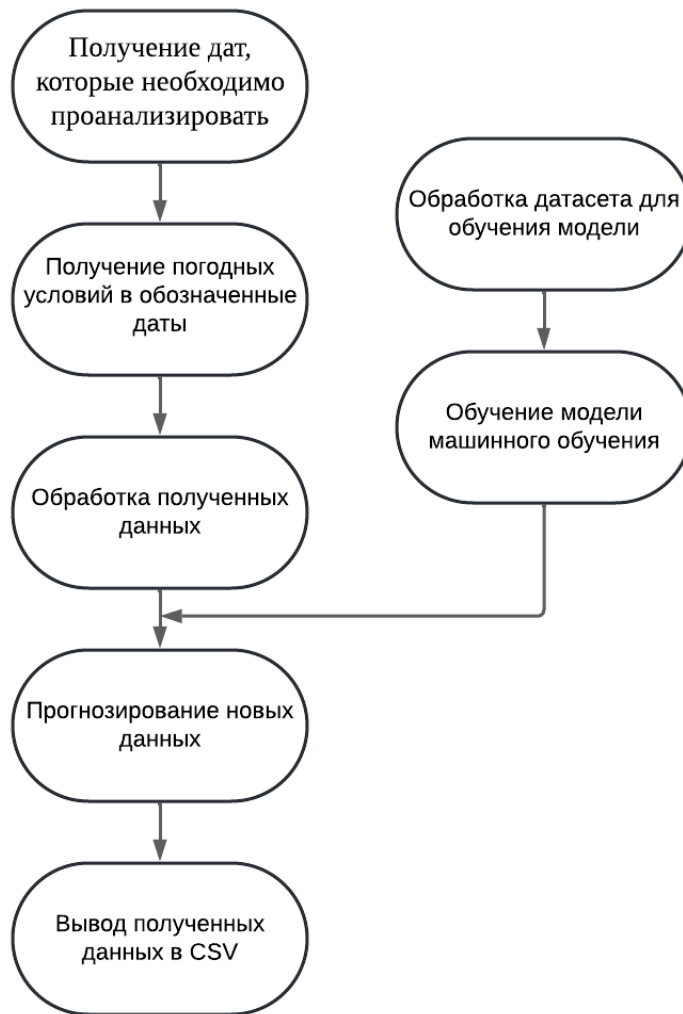 Получение дат,
которые необходимо
проанализировать
Получение погодных
условий в обозначенные
даты
Обработка полученных
данных
Обработка датасета для
обучения модели
Обучение модели
машинного обучения
Прогнозирование новых
данных
Вывод полученных
данных в CSV